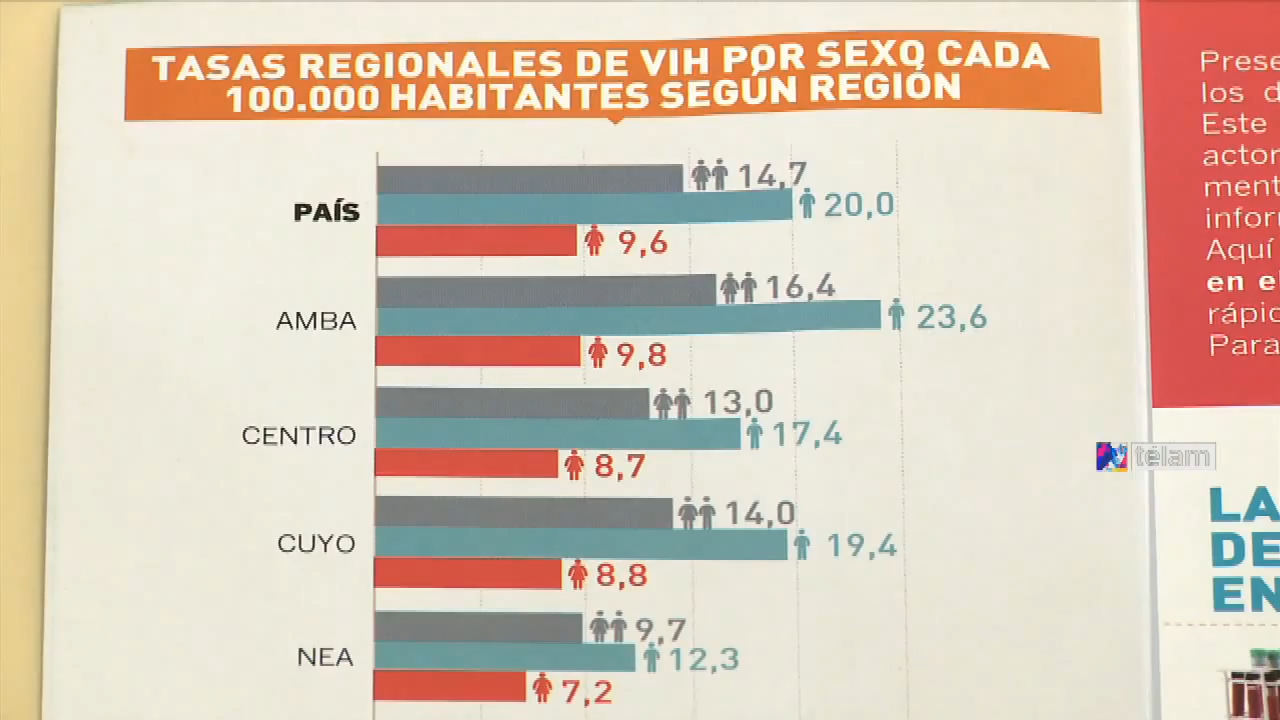 TASAS REGIONALES DE VIH POR SEXO CADA
100.000 HABITANTES SEGÚN REGIÓN
PAÍS
14,7
20,0
9,6
AMBA
16,4
23,6
9,8
CENTRO
13,0
17,4
8,7
CUYO
14,0
19,4
8,8
NEA
9,7
12,3
7,2
Prese
los d
Este
actor
ment
infor
Aquí
en e
rápid
Para
télam
LA
DE
EN